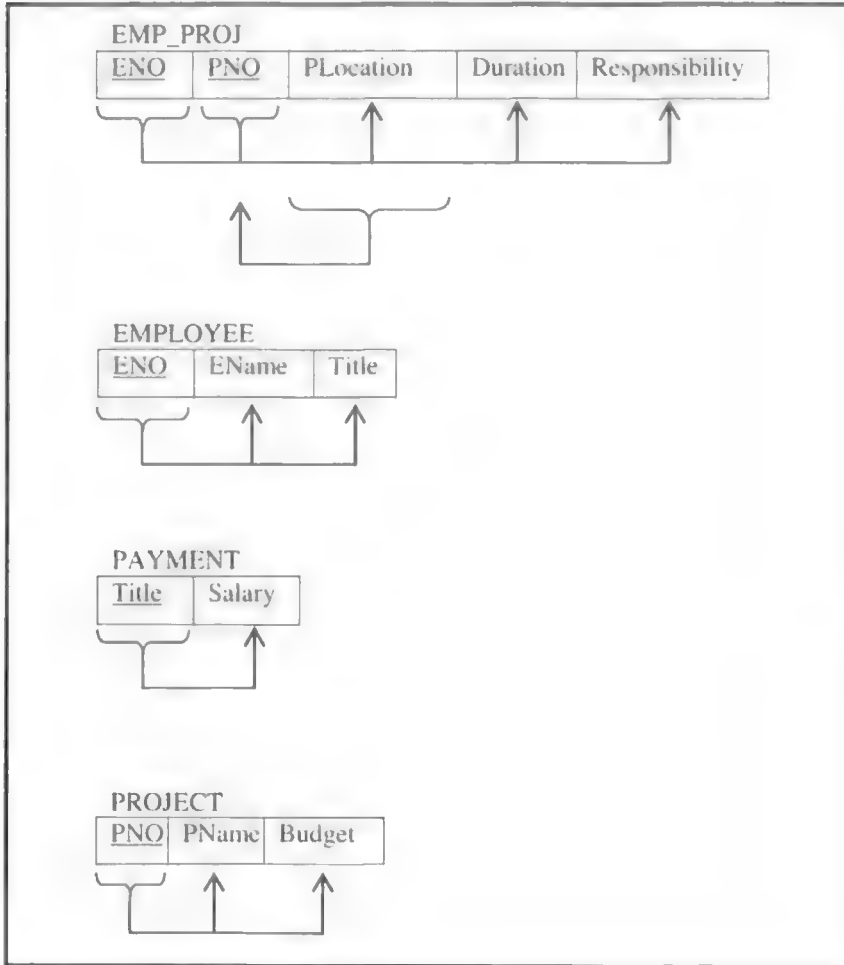 EMP_PROJ
ENO PNO PLocation Duration Responsibility
EMPLOYEE
ENO EName Title
PAYMENT
Title Salary
PROJECT
PNO PName Budget